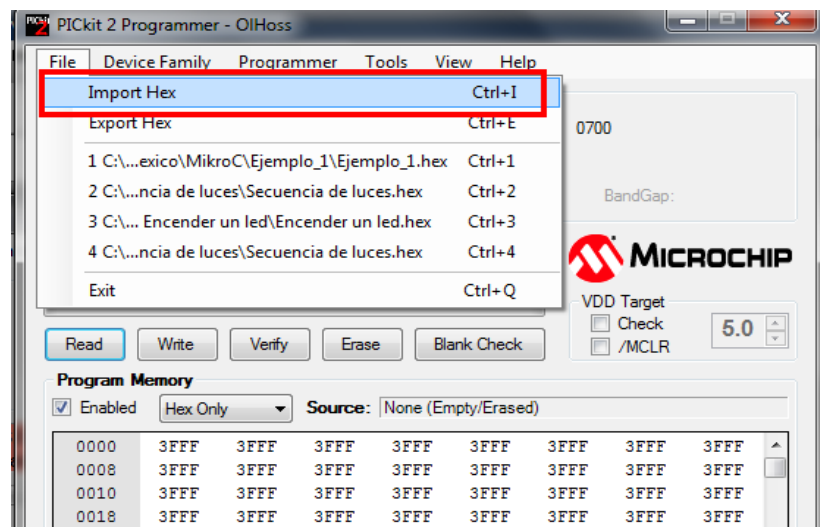 PICkit 2 Programmer - OlHoss
File Device Family Programmer Tools View Help
Import Hex Ctrl+I
Export Hex Ctrl+E
0700
1 C:\...exico\MikroC\Ejemplo_1\Ejemplo_1.hex Ctrl+1
2 C:\...ncia de luces\Secuencia de luces.hex Ctrl+2
BandGap:
3 C:\... Encender un led\Encender un led.hex Ctrl+3
4 C:\...ncia de luces\Secuencia de luces.hex Ctrl+4
MICROCHIP
Exit Ctrl+Q
VDD Target
Check
5.0
/MCLR
Read Write Verify Erase Blank Check
Program Memory
Enabled Hex Only Source: None (Empty/Erased)
0000 3FFF 3FFF 3FFF 3FFF 3FFF 3FFF 3FFF 3FFF
0008 3FFF 3FFF 3FFF 3FFF 3FFF 3FFF 3FFF 3FFF
0010 3FFF 3FFF 3FFF 3FFF 3FFF 3FFF 3FFF 3FFF
0018 3FFF 3FFF 3FFF 3FFF 3FFF 3FFF 3FFF 3FFF